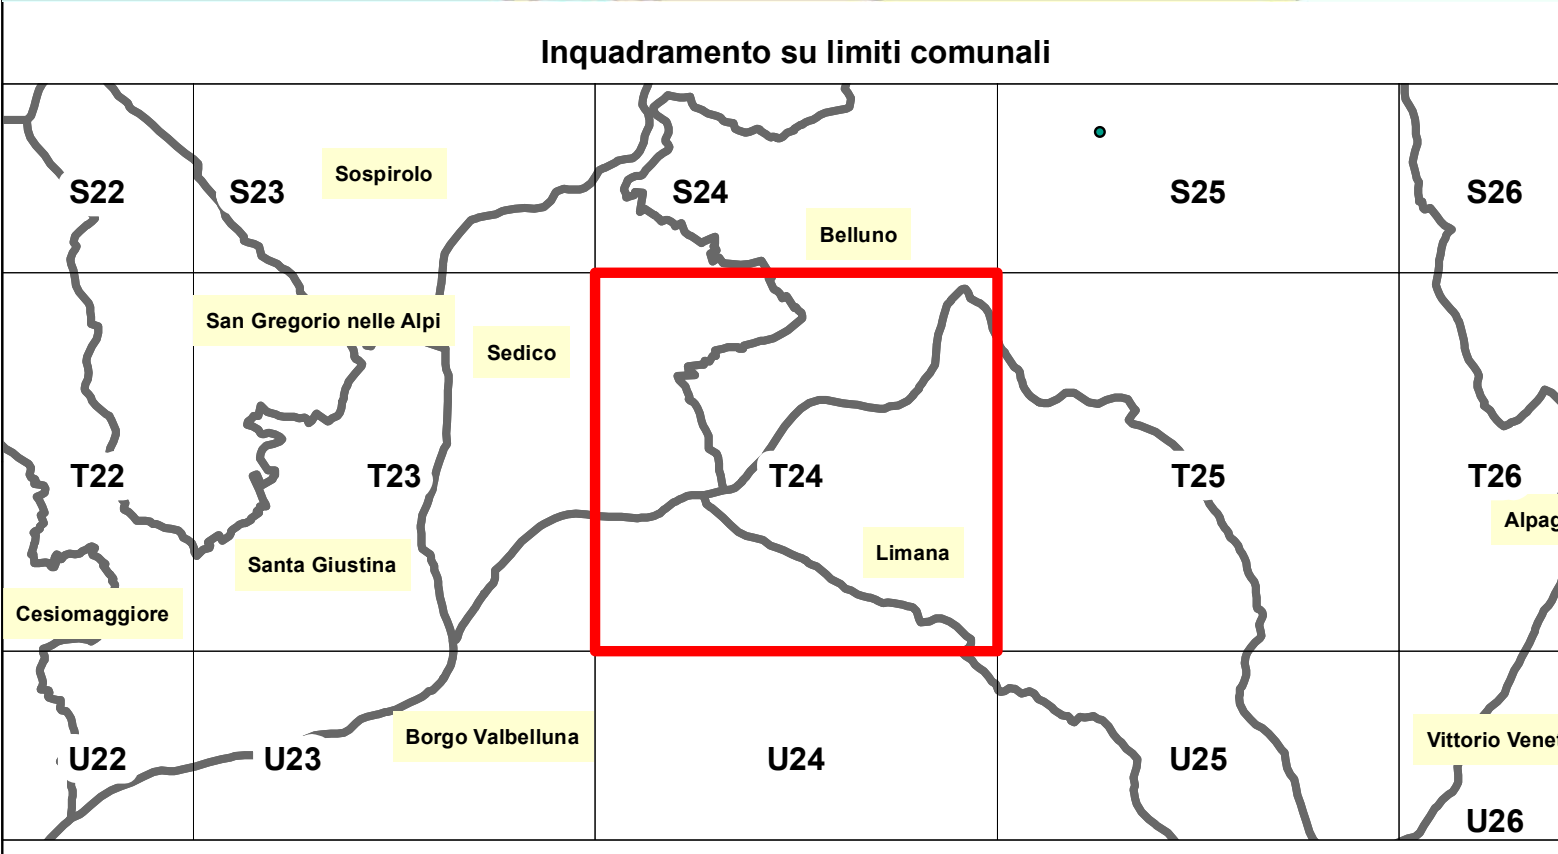 Inquadramento su limiti comunali
Sospirolo
S22
S23
S24
S25
S26
Belluno
San Gregorio nelle Alpi
Sedico
T22
T23
T24
T25
T26
Alpag
Limana
Santa Giustina
Cesiomaggiore
Borgo Valbelluna
Vittorio Venet
U22
U23
U24
U25
U26